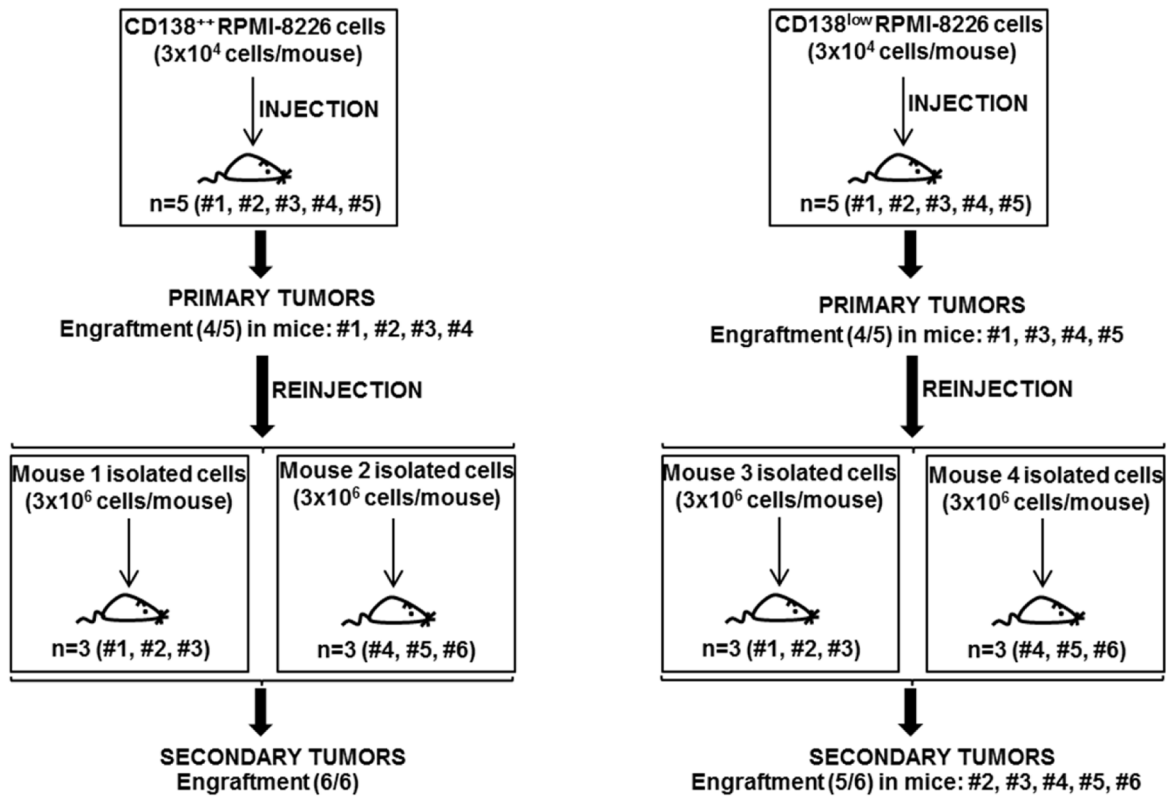 CD138⁺⁺ RPMI-8226 cells
(3x10⁴ cells/mouse)
INJECTION
n=5 (#1, #2, #3, #4, #5)
PRIMARY TUMORS
Engraftment (4/5) in mice: #1, #2, #3, #4
REINJECTION
Mouse 1 isolated cells
(3x10⁶ cells/mouse)
n=3 (#1, #2, #3)
Mouse 2 isolated cells
(3x10⁶ cells/mouse)
n=3 (#4, #5, #6)
SECONDARY TUMORS
Engraftment (6/6)
CD138ˡᵒʷ RPMI-8226 cells
(3x10⁴ cells/mouse)
INJECTION
n=5 (#1, #2, #3, #4, #5)
PRIMARY TUMORS
Engraftment (4/5) in mice: #1, #3, #4, #5
REINJECTION
Mouse 3 isolated cells
(3x10⁶ cells/mouse)
n=3 (#1, #2, #3)
Mouse 4 isolated cells
(3x10⁶ cells/mouse)
n=3 (#4, #5, #6)
SECONDARY TUMORS
Engraftment (5/6) in mice: #2, #3, #4, #5, #6